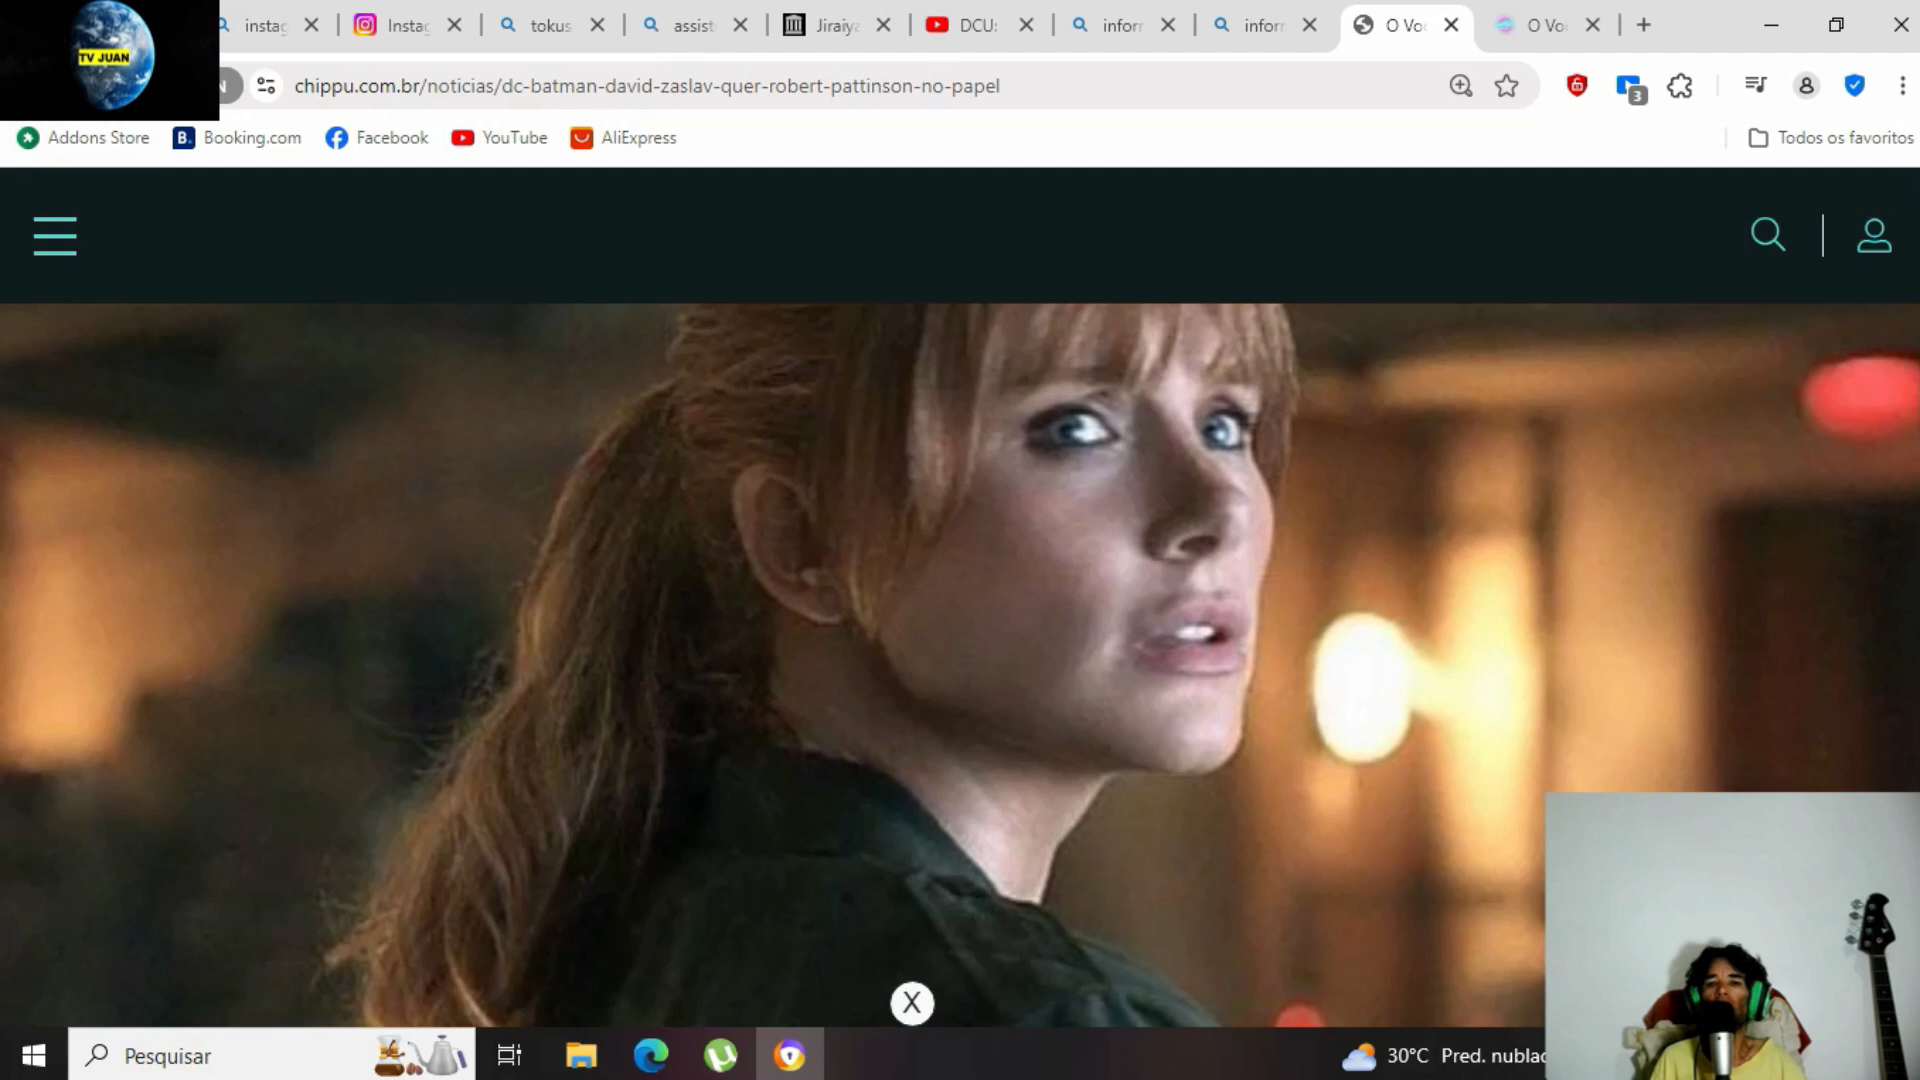 TV JUAN
instag
Instag
tokus
assist
Jiraiya
DCU:
inforr
inforr
O Vo
O Vo
N
chippu.com.br/noticias/dc-batman-david-zaslav-quer-robert-pattinson-no-papel
3
Addons Store
B.
Booking.com
Facebook
YouTube
AliExpress
Todos os favoritos
X
Pesquisar
30°C Pred. nublad